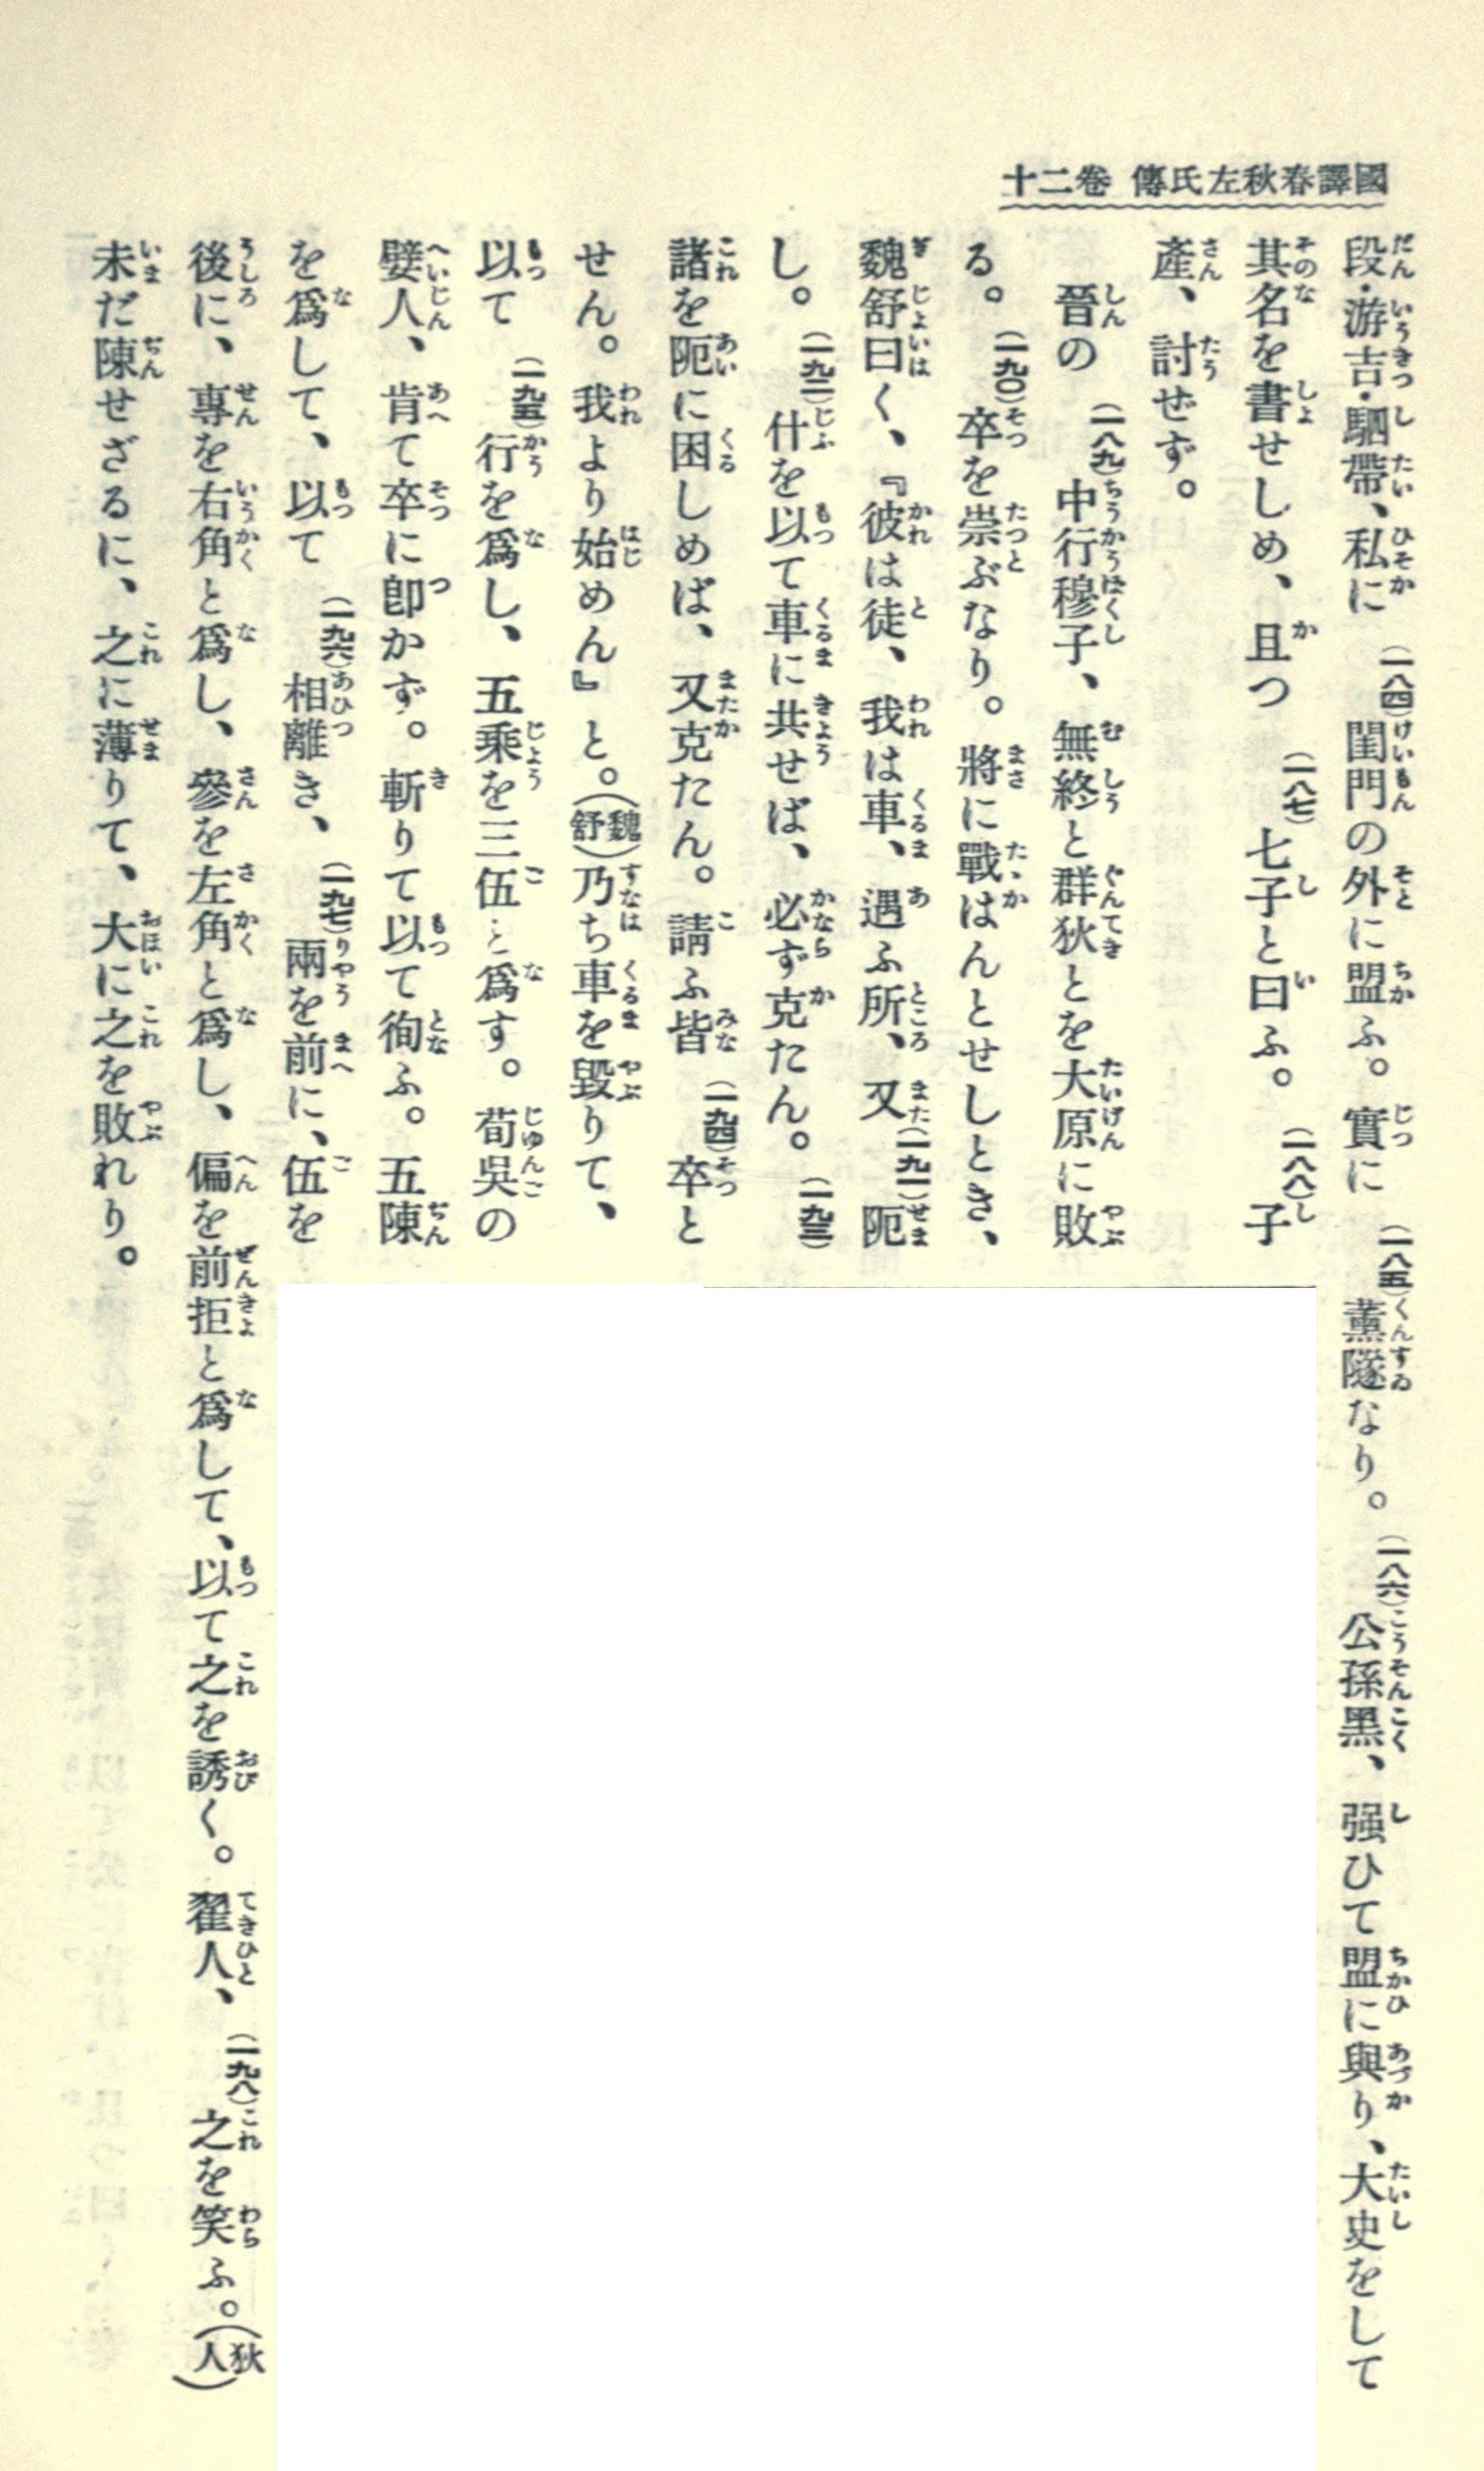 國譯春秋左氏傳 卷二十
段・游吉・駟帶、私に(一八四)閨門の外に盟ふ。實に(一八五)薰隧なり。(一八六)公孫黑、强ひて盟に與り、大史をして
其名を書せしめ、且つ(一八七)七子と曰ふ。(一八八)子
產、討せず。
晉の(一八九)中行穆子、無終と群狄とを大原に敗
る。(一九〇)卒を崇ぶなり。將に戰はんとせしとき、
魏舒曰く、『彼は徒、我は車、遇ふ所、又(一九一)阨
し。(一九二)什を以て車に共せば、必ず克たん。(一九三)
諸を阨に困しめば、又克たん。請ふ皆(一九四)卒と
せん。我より始めん』と。(魏舒)乃ち車を毀りて、
以て(一九五)行を爲し、五乘を三伍と爲す。荀吳の
嬖人、肯て卒に卽かず。斬りて以て徇ふ。五陳
を爲して、以て(一九六)相離き、(一九七)兩を前に、伍を
後に、專を右角と爲し、參を左角と爲し、偏を前拒と爲して、以て之を誘く。翟人、(一九八)之を笑ふ。(狄人)
未だ陳せざるに、之に薄りて、大に之を敗れり。